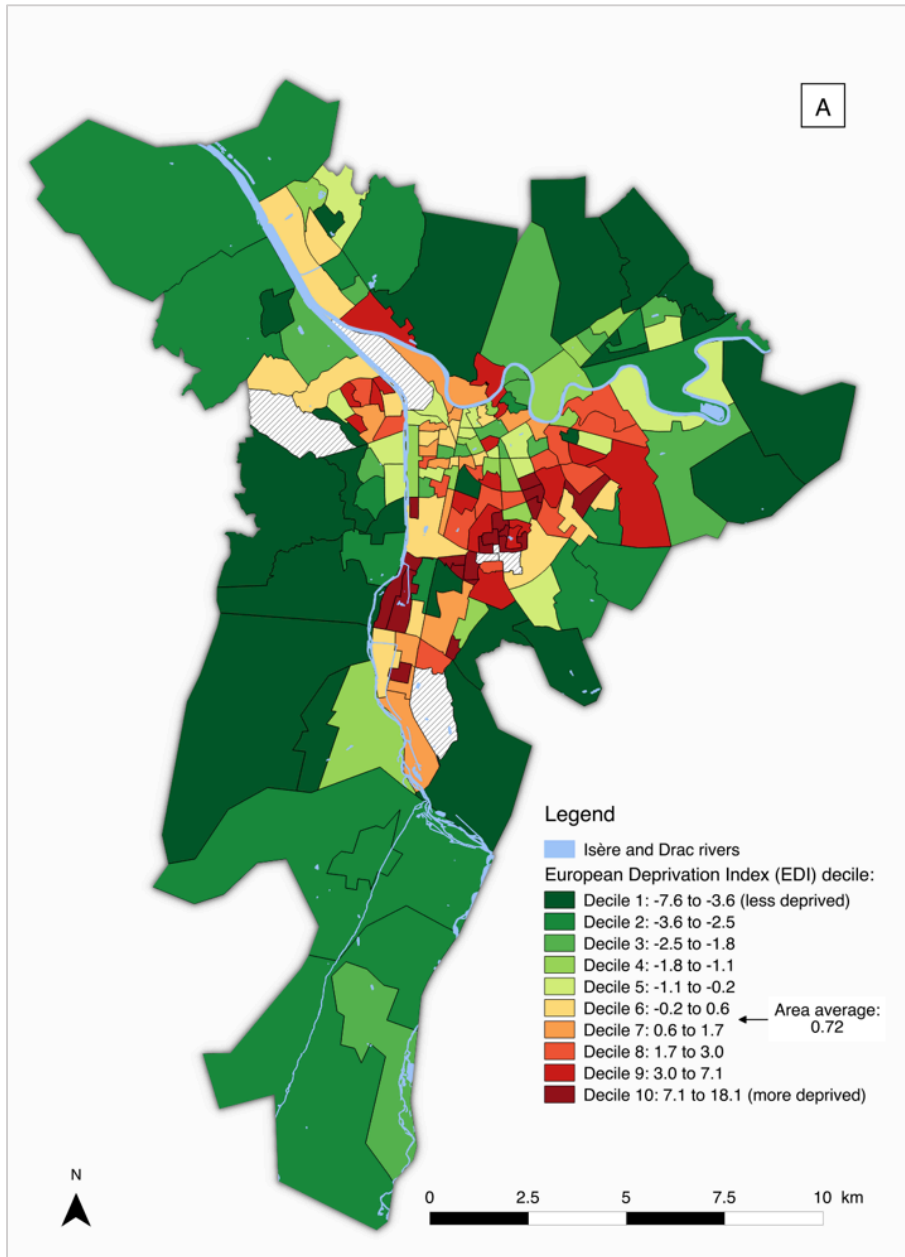 A
Legend
Isère and Drac rivers
European Deprivation Index (EDI) decile:
Decile 1: -7.6 to -3.6 (less deprived)
Decile 2: -3.6 to -2.5
Decile 3: -2.5 to -1.8
Decile 4: -1.8 to -1.1
Decile 5: -1.1 to -0.2
Decile 6: -0.2 to 0.6
Decile 7: 0.6 to 1.7
Decile 8: 1.7 to 3.0
Decile 9: 3.0 to 7.1
Decile 10: 7.1 to 18.1 (more deprived)
Area average:
0.72
N
0 2.5 5 7.5 10 km